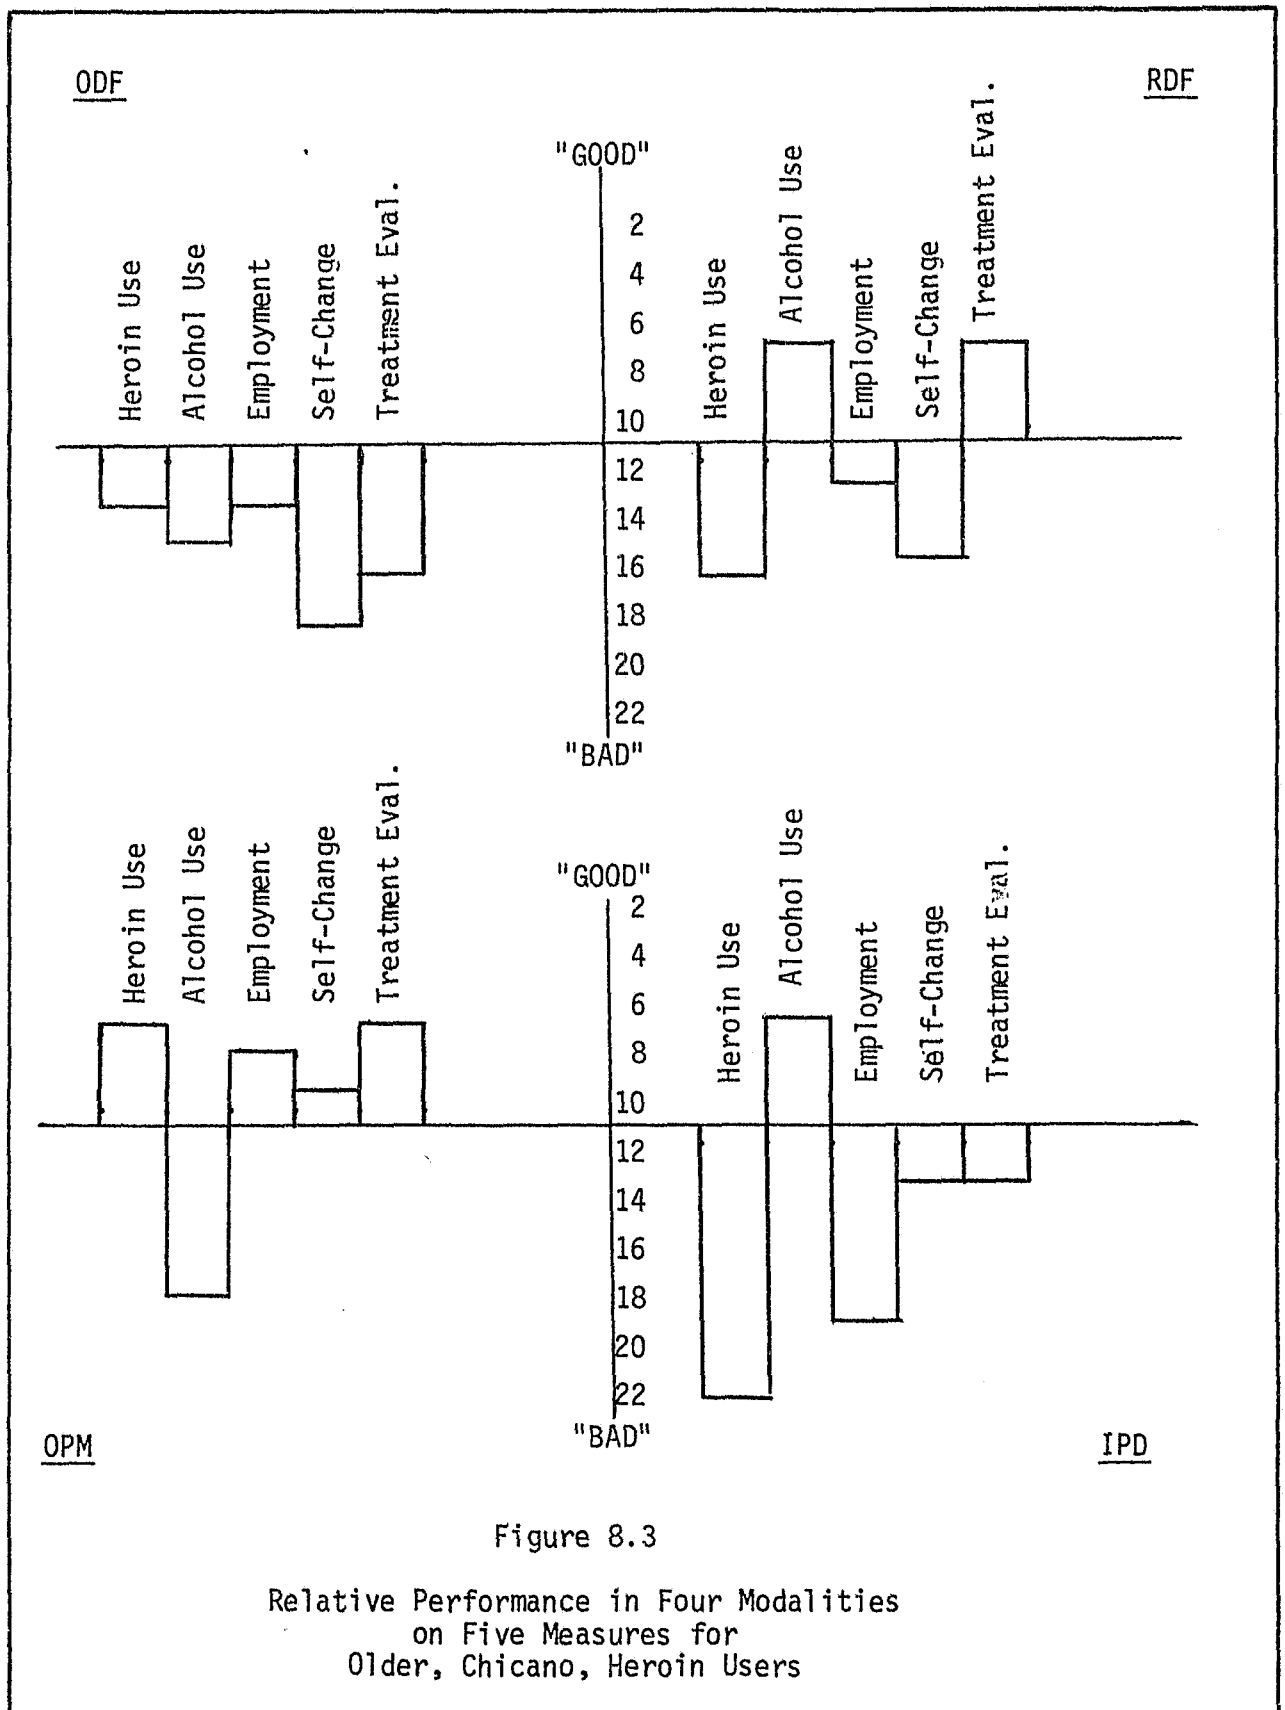 ODF
RDF
"GOOD"
Heroin Use
Alcohol Use
Employment
Self-Change
Treatment Eval.
2
4
6
8
10
12
14
16
18
20
22
"BAD"
Heroin Use
Alcohol Use
Employment
Self-Change
Treatment Eval.
"GOOD"
Heroin Use
Alcohol Use
Employment
Self-Change
Treatment Eval.
2
4
6
8
10
12
14
16
18
20
22
"BAD"
Heroin Use
Alcohol Use
Employment
Self-Change
Treatment Eval.
OPM
IPD
Figure 8.3
Relative Performance in Four Modalities
on Five Measures for
Older, Chicano, Heroin Users